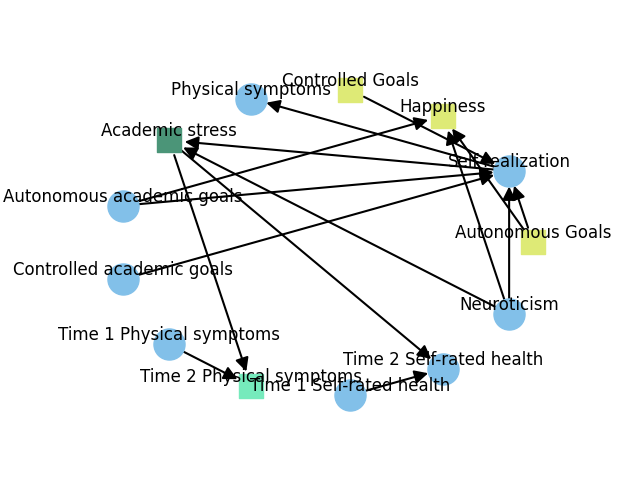 Controlled Goals
Physical symptoms
Happiness
Academic stress
Self-realization
Autonomous academic goals
Autonomous Goals
Controlled academic goals
Neuroticism
Time 1 Physical symptoms
Time 2 Self-rated health
Time 2 Physical symptoms
Time 1 Self-rated health